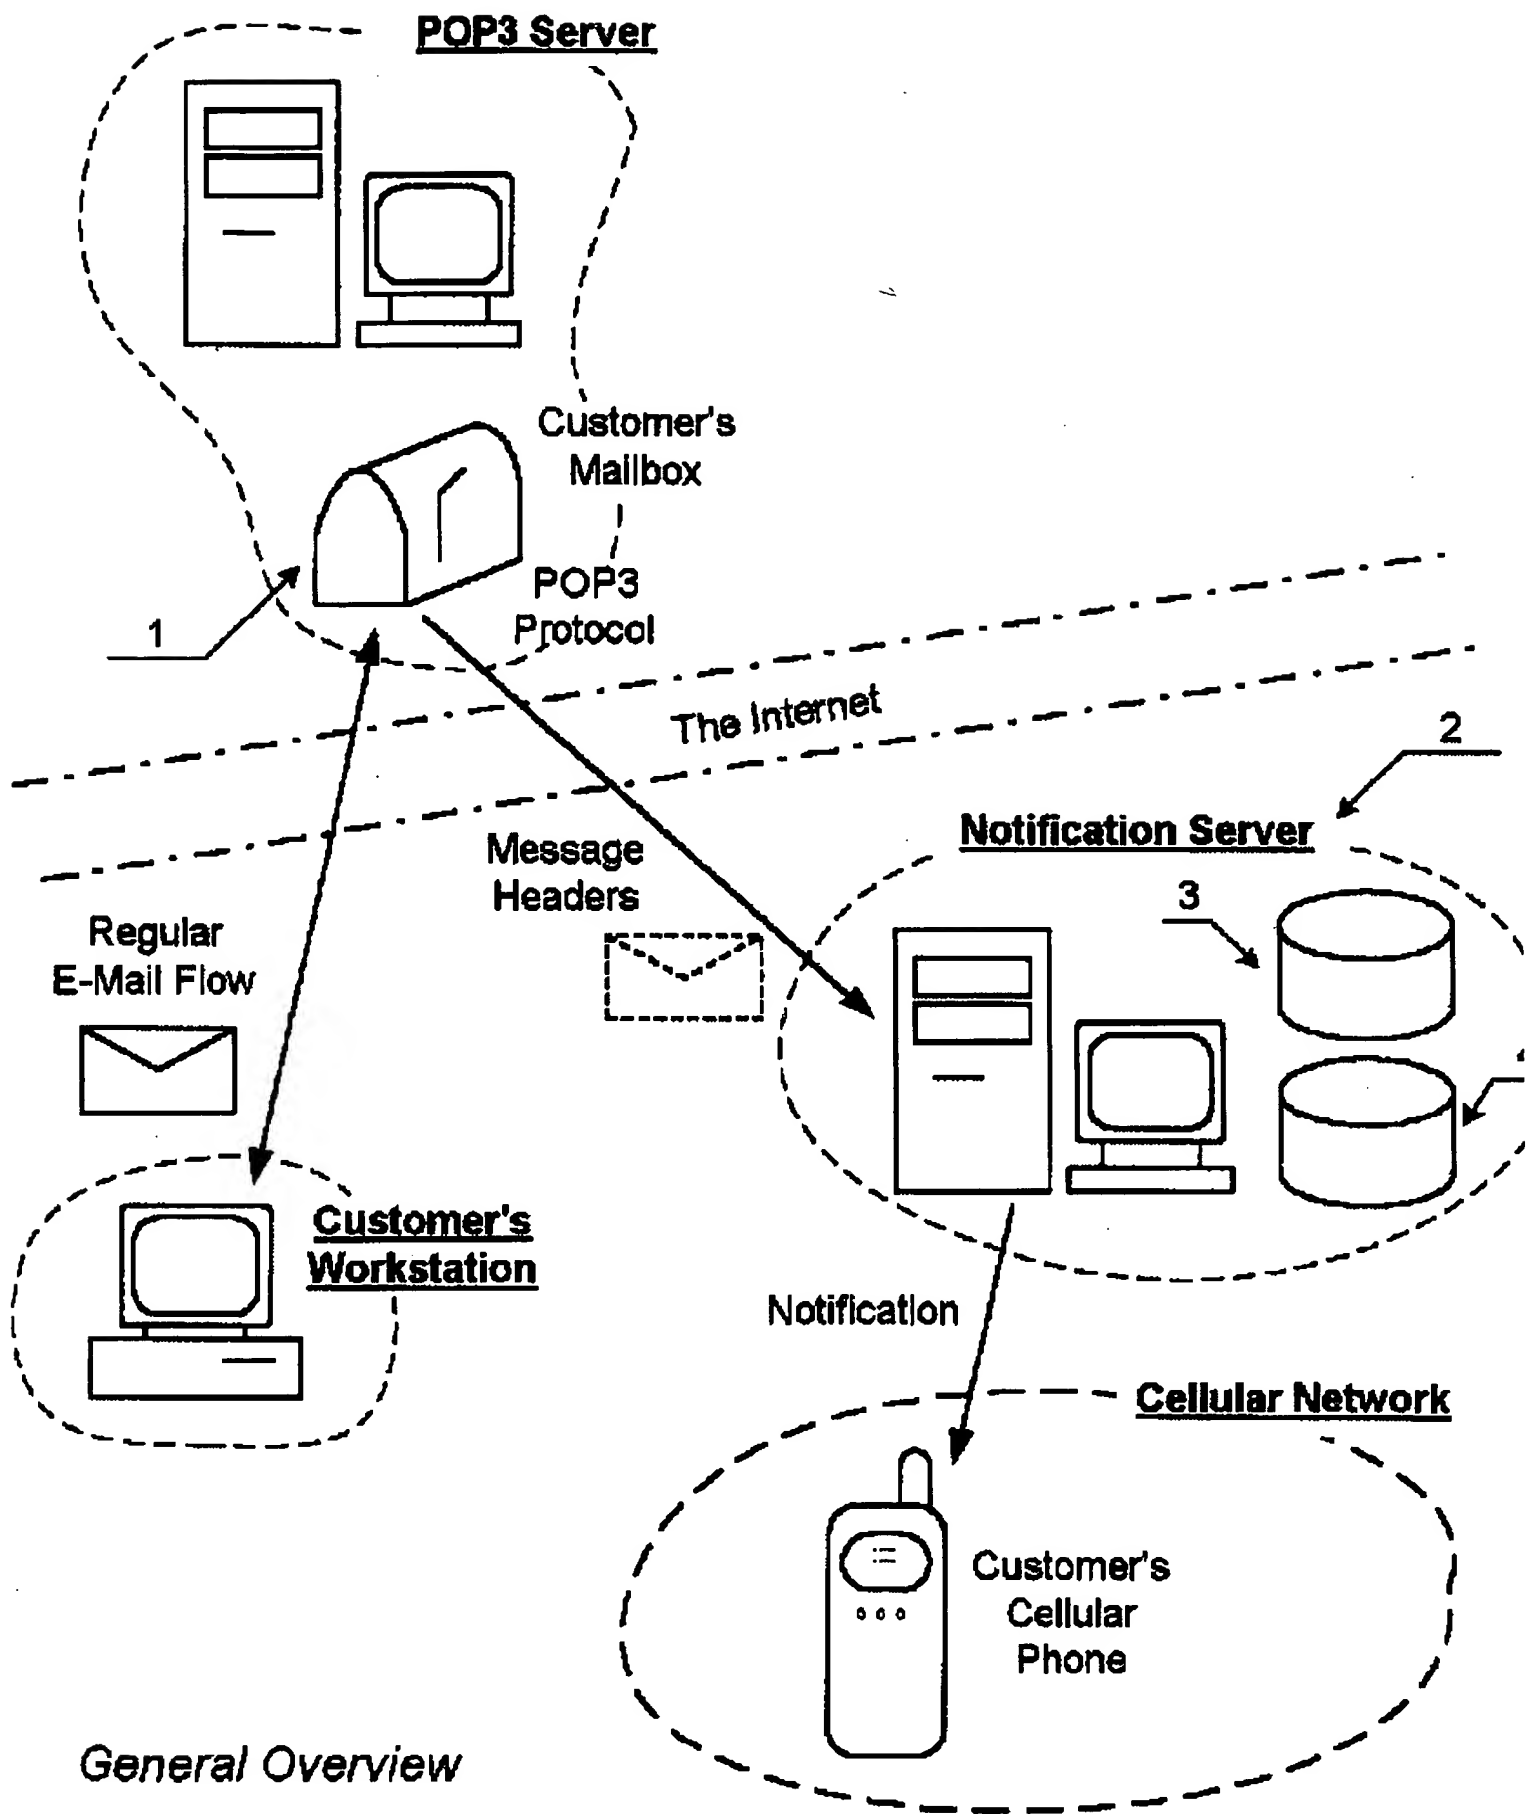 POP3 Server
Customer's
Mailbox
POP3
Protocol
1
The Internet
2
Notification Server
3
Message
Headers
Regular
E-Mail Flow
Customer's
Workstation
Notification
Cellular Network
Customer's
Cellular
Phone
General Overview